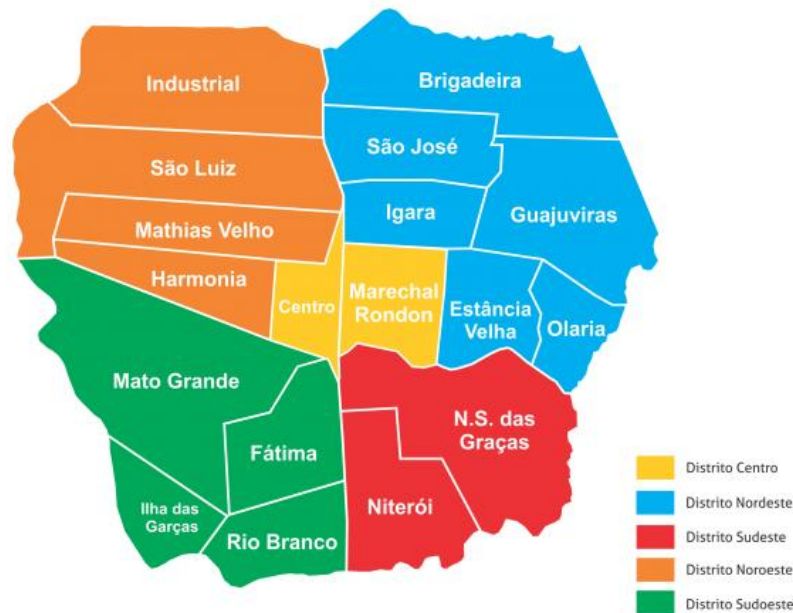 Industrial
Brigadeira
São José
São Luiz
Igara
Guajuviras
Mathias Velho
Harmonia
Centro
Marechal
Rondon
Estância
Velha
Olaria
Mato Grande
N.S. das
Graças
Fátima
Ilha das
Garças
Niterói
Rio Branco
Distrito Centro
Distrito Nordeste
Distrito Sudeste
Distrito Noroeste
Distrito Sudoeste